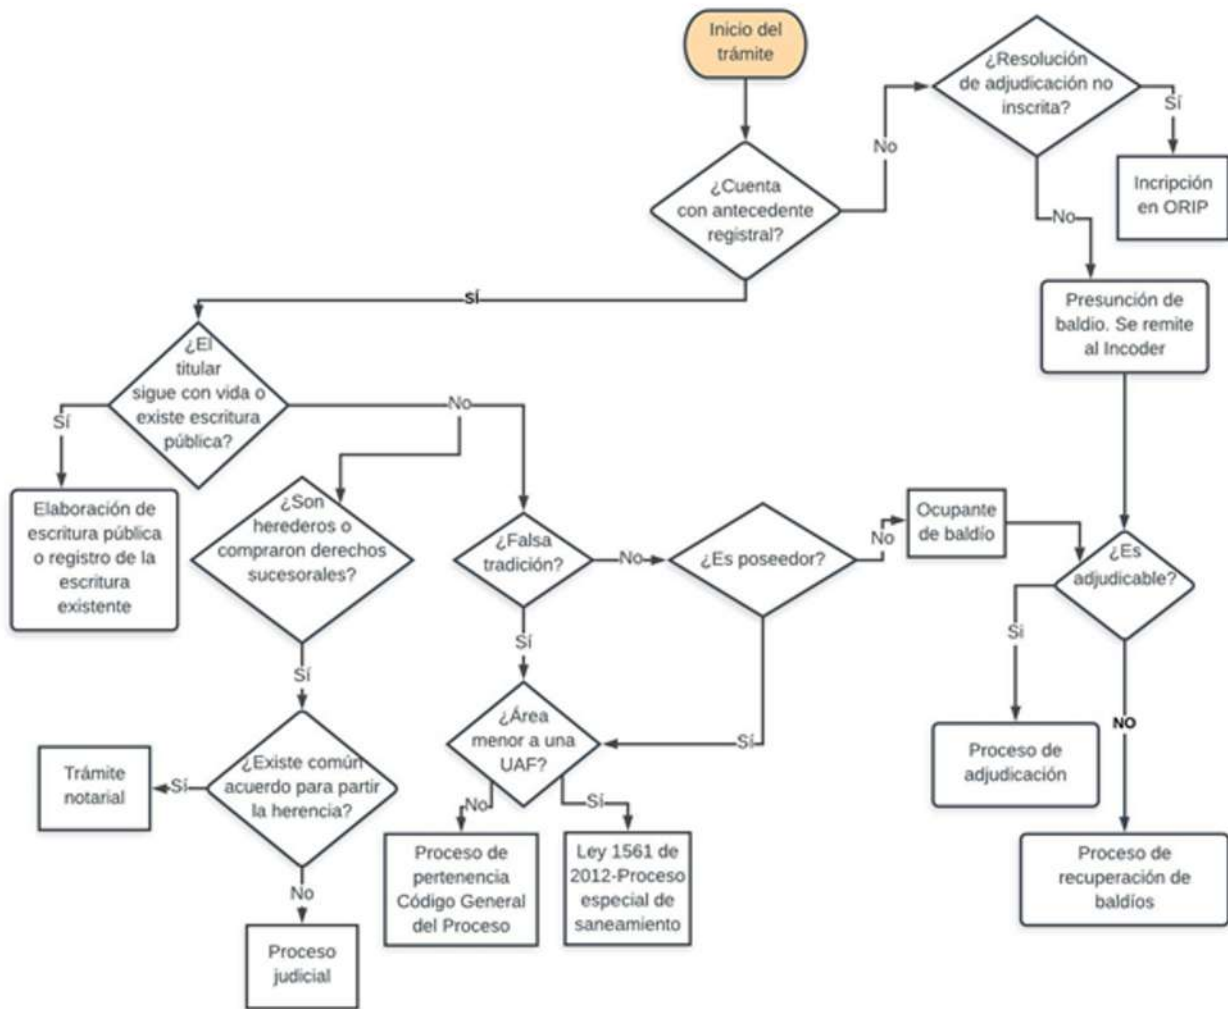 Inicio del
trámite
¿Resolución
de adjudicación no
inscrita?
Sí
No
Incripción
en ORIP
¿Cuenta
con antecedente
registral?
No
Presunción de
baldio. Se remite
al Incoder
sí
¿El
titular
sigue con vida o
existe escritura
pública?
Sí
No
Elaboración de
escritura pública
o registro de la
escritura
existente
¿Son
herederos o
compraron derechos
sucesorales?
¿Falsa
tradición?
No
¿Es poseedor?
No
Ocupante
de baldío
¿Es
adjudicable?
Sí
Sí
Si
¿Área
menor a una
UAF?
Sí
NO
Proceso de
adjudicación
Trámite
notarial
Sí
¿Existe común
acuerdo para partir
la herencia?
No
Sí
Proceso de
pertenencia
Código General
del Proceso
Ley 1561 de
2012-Proceso
especial de
saneamiento
Proceso de
recuperación de
baldíos
No
Proceso
judicial